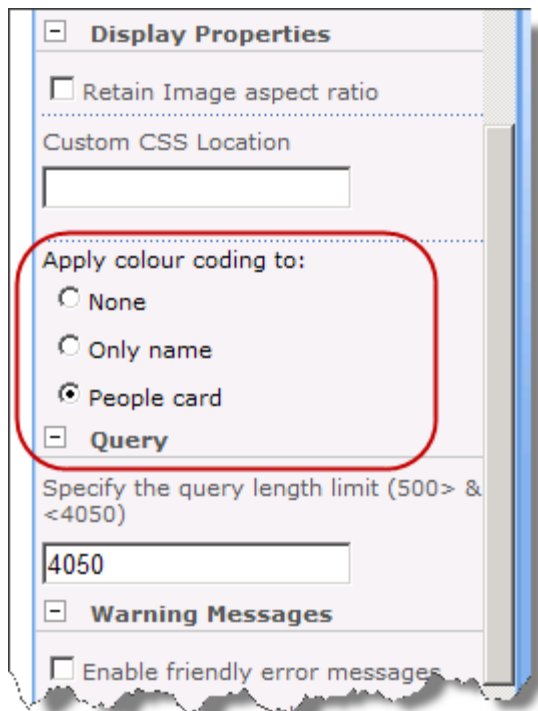 Display Properties
Retain Image aspect ratio
Custom CSS Location
Apply colour coding to:
None
Only name
People card
Query
Specify the query length limit (500> &
<4050)
4050
Warning Messages
Enable friendly error messages